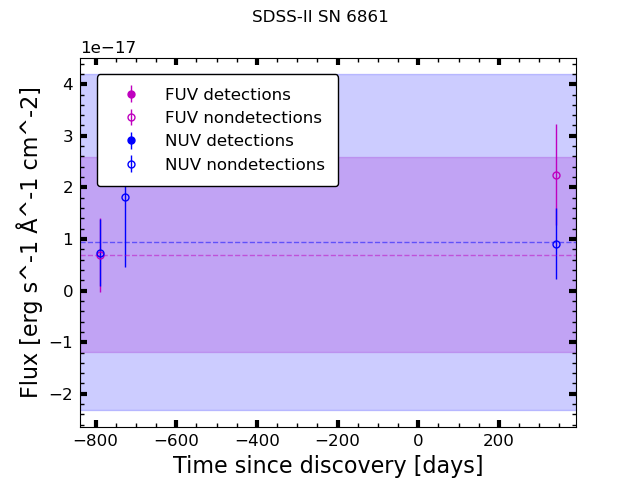 SDSS-II SN 6861
1e−17
FUV detections
FUV nondetections
NUV detections
NUV nondetections
4
3
2
1
0
−1
−2
Flux [erg s^-1 Å^-1 cm^-2]
−800
−600
−400
−200
0
200
Time since discovery [days]